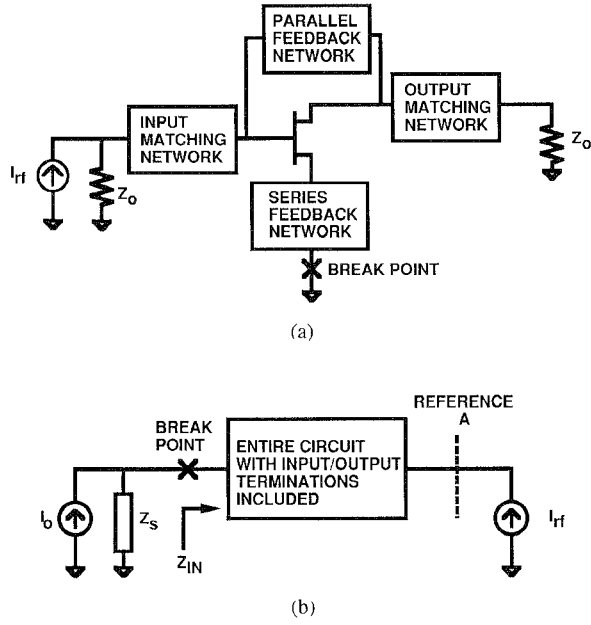 PARALLEL
FEEDBACK
NETWORK
INPUT
MATCHING
NETWORK
OUTPUT
MATCHING
NETWORK
Irf
Zo
Zo
SERIES
FEEDBACK
NETWORK
BREAK POINT
(a)
REFERENCE
A
BREAK
POINT
ENTIRE CIRCUIT
WITH INPUT/OUTPUT
TERMINATIONS
INCLUDED
Io
Zs
ZIN
Irf
(b)